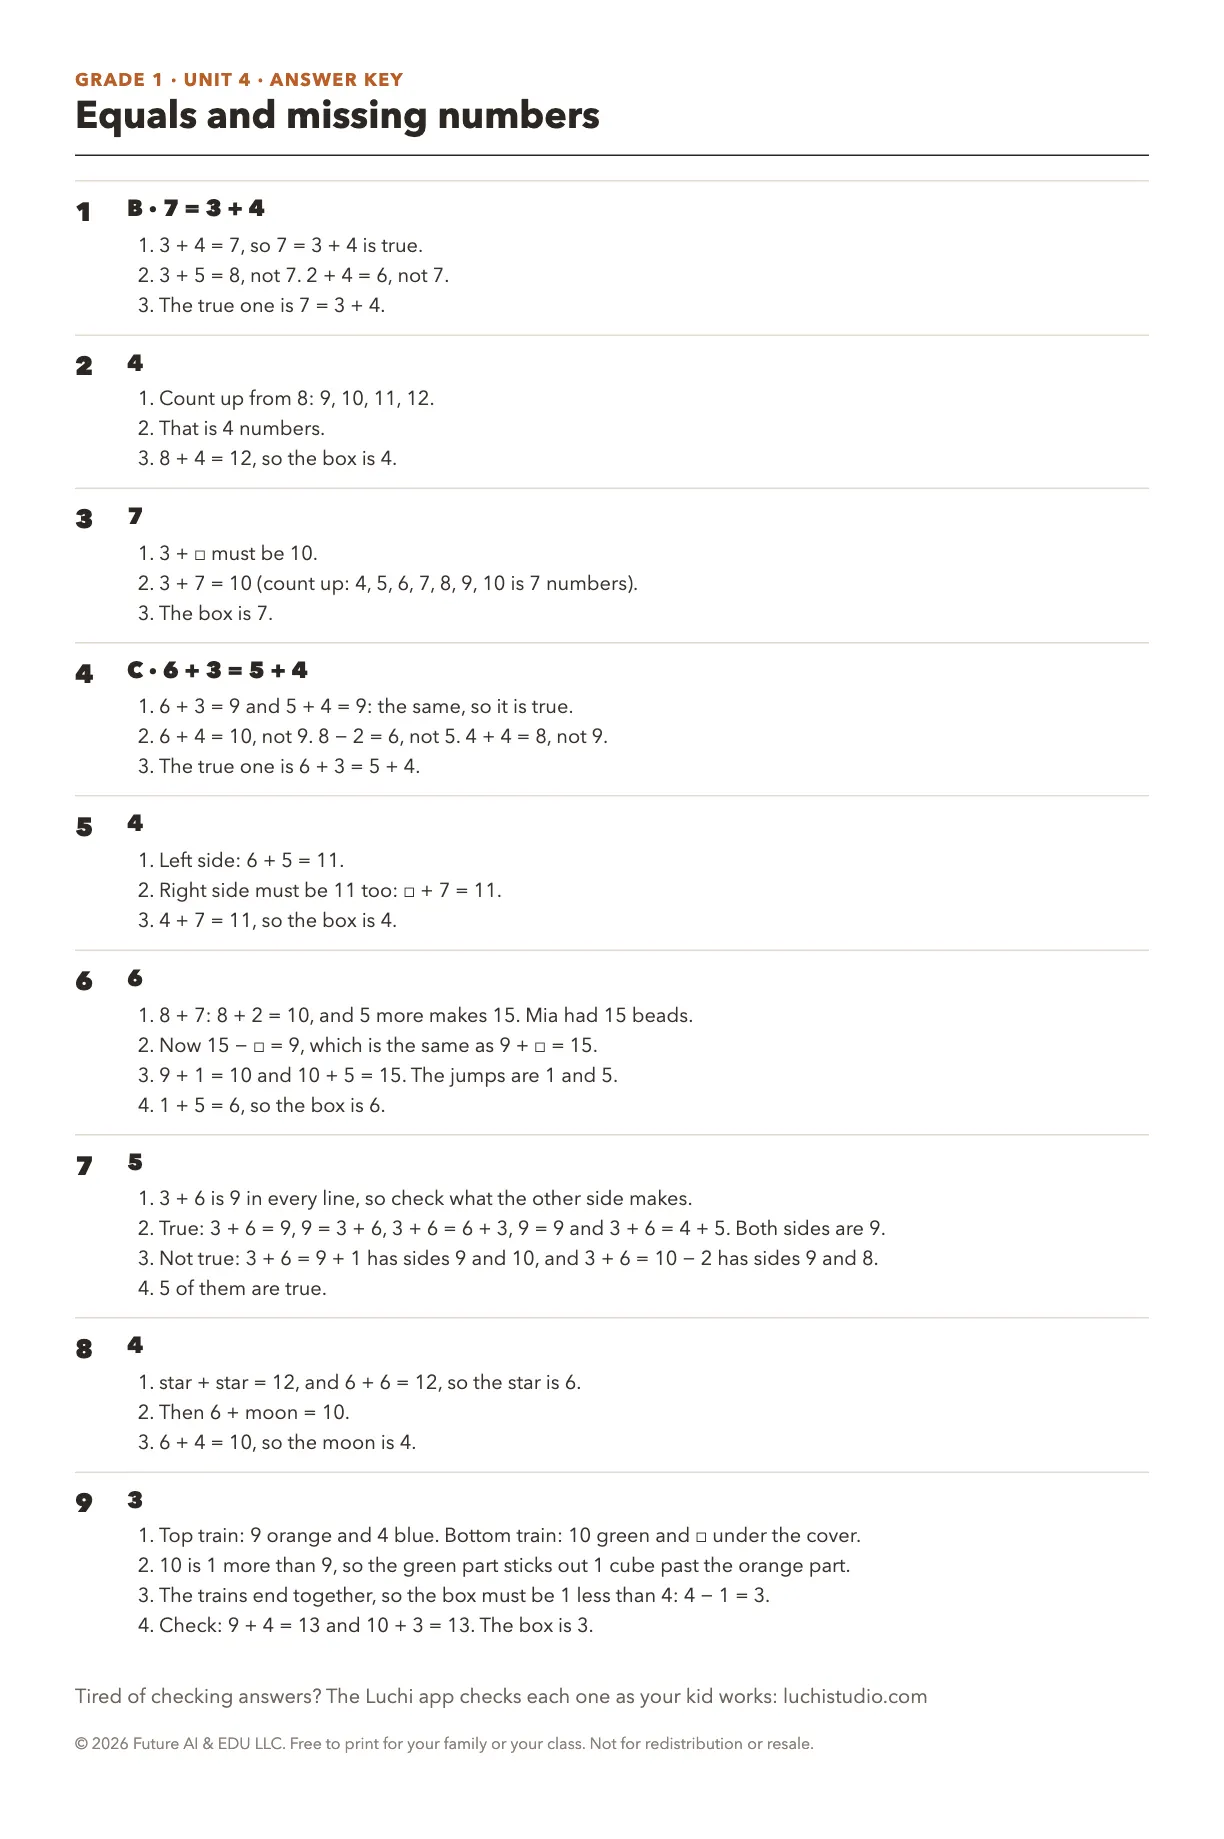 GRADE 1 · UNIT 4 · ANSWER KEY
Equals and missing numbers
1 B · 7 = 3 + 4
1. 3 + 4 = 7, so 7 = 3 + 4 is true.
2. 3 + 5 = 8, not 7. 2 + 4 = 6, not 7.
3. The true one is 7 = 3 + 4.
2 4
1. Count up from 8: 9, 10, 11, 12.
2. That is 4 numbers.
3. 8 + 4 = 12, so the box is 4.
3 7
1. 3 + □ must be 10.
2. 3 + 7 = 10 (count up: 4, 5, 6, 7, 8, 9, 10 is 7 numbers).
3. The box is 7.
4 C · 6 + 3 = 5 + 4
1. 6 + 3 = 9 and 5 + 4 = 9: the same, so it is true.
2. 6 + 4 = 10, not 9. 8 − 2 = 6, not 5. 4 + 4 = 8, not 9.
3. The true one is 6 + 3 = 5 + 4.
5 4
1. Left side: 6 + 5 = 11.
2. Right side must be 11 too: □ + 7 = 11.
3. 4 + 7 = 11, so the box is 4.
6 6
1. 8 + 7: 8 + 2 = 10, and 5 more makes 15. Mia had 15 beads.
2. Now 15 − □ = 9, which is the same as 9 + □ = 15.
3. 9 + 1 = 10 and 10 + 5 = 15. The jumps are 1 and 5.
4. 1 + 5 = 6, so the box is 6.
7 5
1. 3 + 6 is 9 in every line, so check what the other side makes.
2. True: 3 + 6 = 9, 9 = 3 + 6, 3 + 6 = 6 + 3, 9 = 9 and 3 + 6 = 4 + 5. Both sides are 9.
3. Not true: 3 + 6 = 9 + 1 has sides 9 and 10, and 3 + 6 = 10 − 2 has sides 9 and 8.
4. 5 of them are true.
8 4
1. star + star = 12, and 6 + 6 = 12, so the star is 6.
2. Then 6 + moon = 10.
3. 6 + 4 = 10, so the moon is 4.
9 3
1. Top train: 9 orange and 4 blue. Bottom train: 10 green and □ under the cover.
2. 10 is 1 more than 9, so the green part sticks out 1 cube past the orange part.
3. The trains end together, so the box must be 1 less than 4: 4 − 1 = 3.
4. Check: 9 + 4 = 13 and 10 + 3 = 13. The box is 3.
Tired of checking answers? The Luchi app checks each one as your kid works: luchistudio.com
© 2026 Future AI & EDU LLC. Free to print for your family or your class. Not for redistribution or resale.